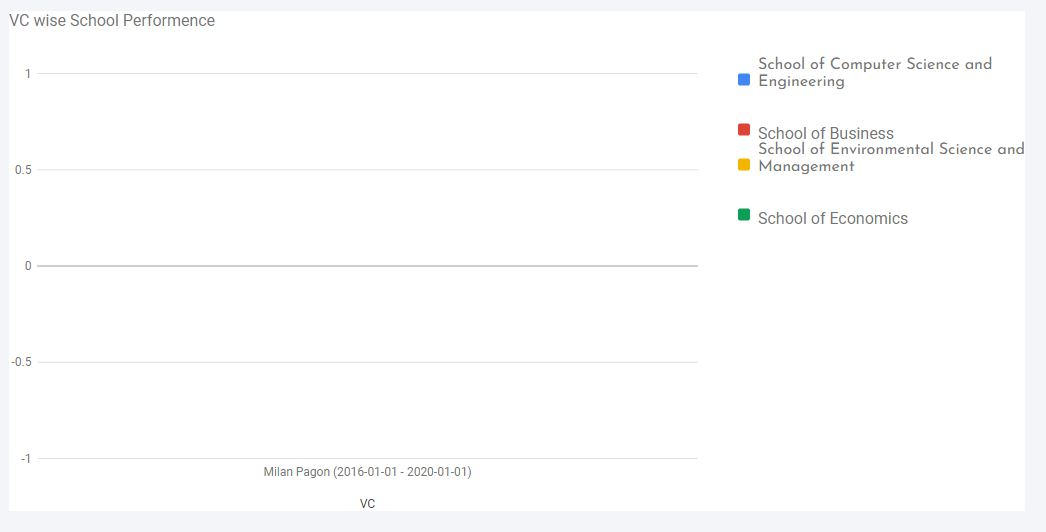 VC wise School Performence
1
0.5
0
-0.5
-1
Milan Pagon (2016-01-01 - 2020-01-01)
VC
School of Computer Science and
Engineering
School of Business
School of Environmental Science and
Management
School of Economics